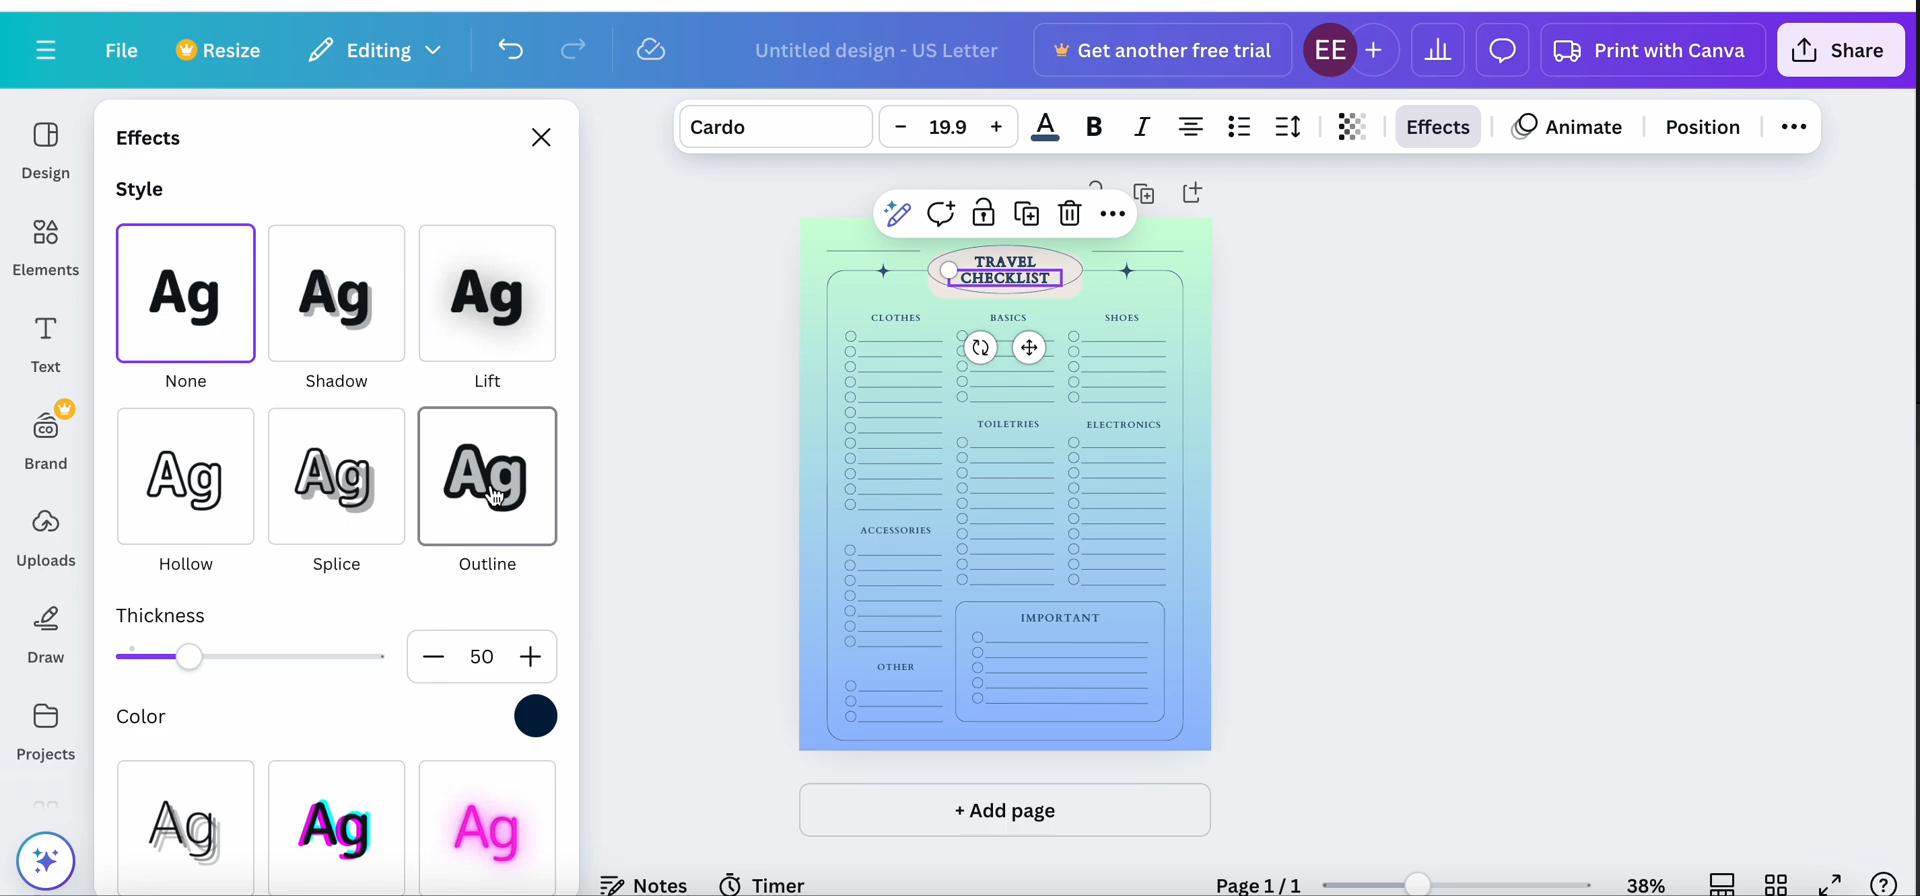 File
Resize
Editing
Untitled design - US Letter
Get another free trial
EE
Print with Canva
Share
Design
Elements
Text
CO
Brand
Uploads
Draw
Projects
Effects
Style
Ag
Ag
Ag
None
Shadow
Lift
Ag
Ag
Ag
Hollow
Splice
Outline
Thickness
50
Color
Ag
Ag
Ag
Cardo
19.9
A
B
I
Effects
Animate
Position
TRAVEL
CHECKLIST
CLOTHES
BASICS
SHOES
TOILETRIES
ELECTRONICS
ACCESSORIES
IMPORTANT
OTHER
+ Add page
Notes
Timer
Page 1 / 1
38%